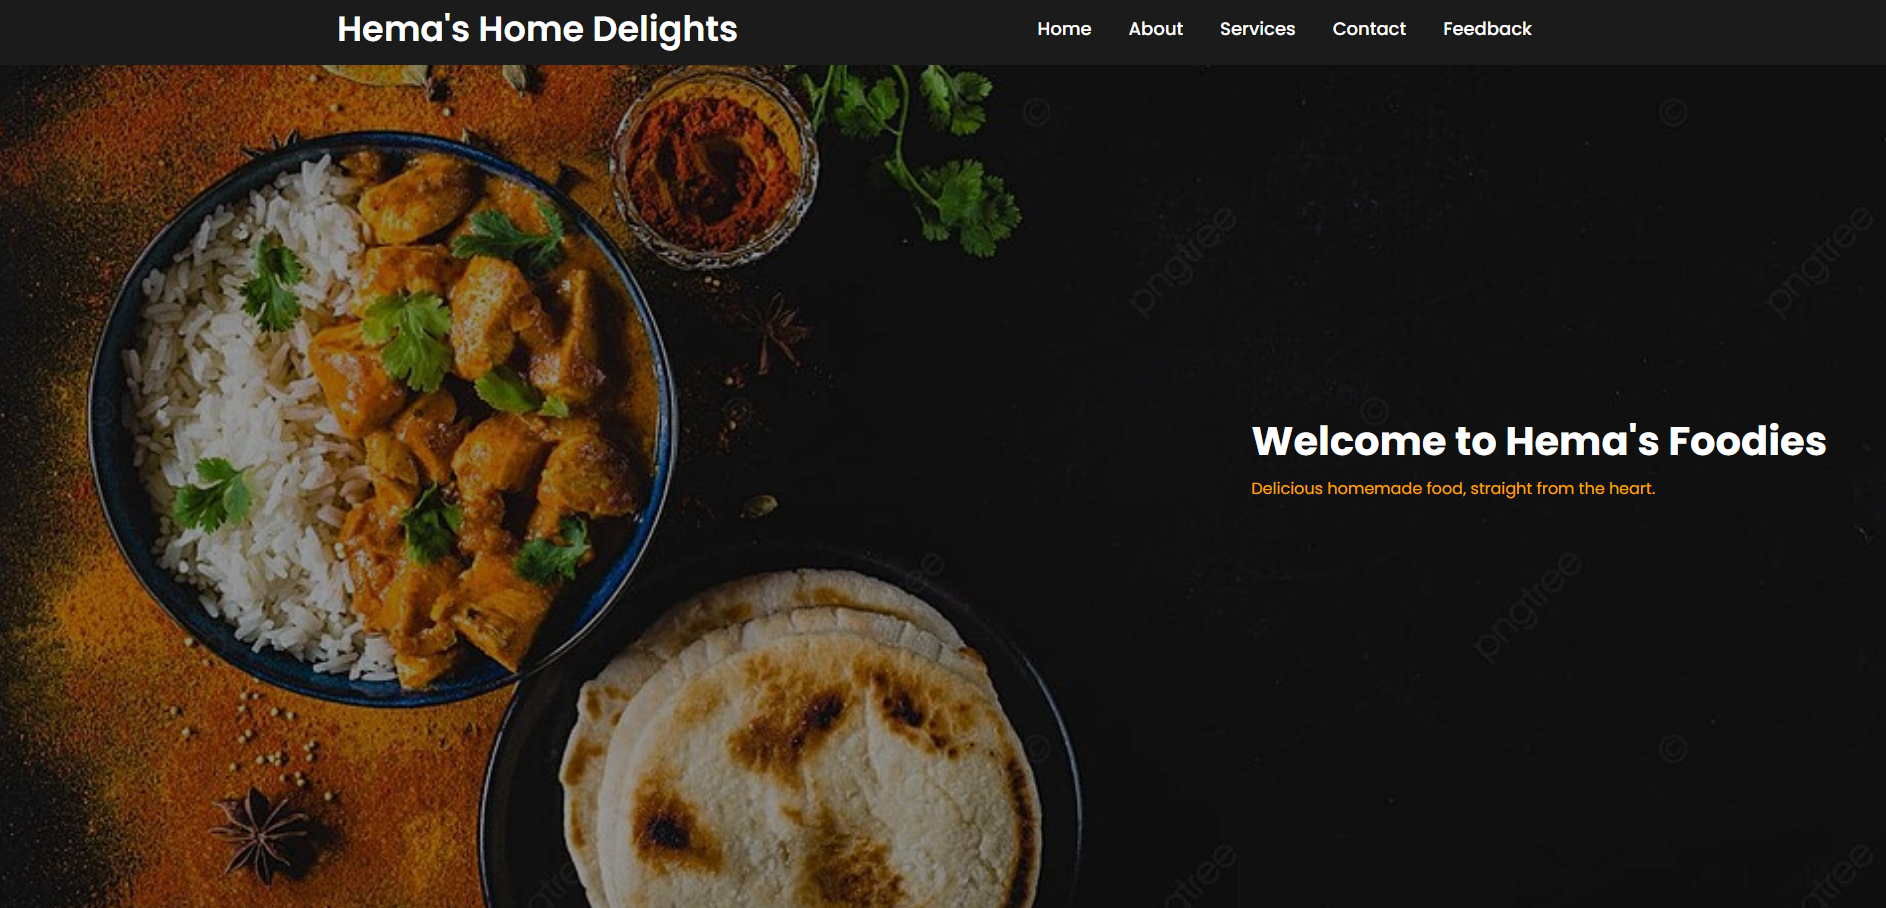 Hema's Home Delights
Home About Services Contact Feedback
pngtree
pngtree
Welcome to Hema's Foodies
Delicious homemade food, straight from the heart.
pngtree
pngtree